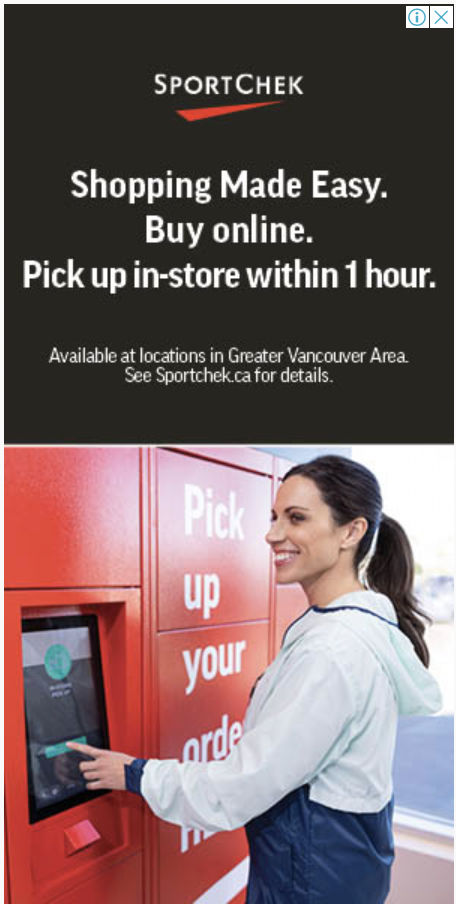 SPORTCHEK
Shopping Made Easy.
Buy online.
Pick up in-store within 1 hour.
Available at locations in Greater Vancouver Area.
See Sportchek.ca for details.
Pick
up
your